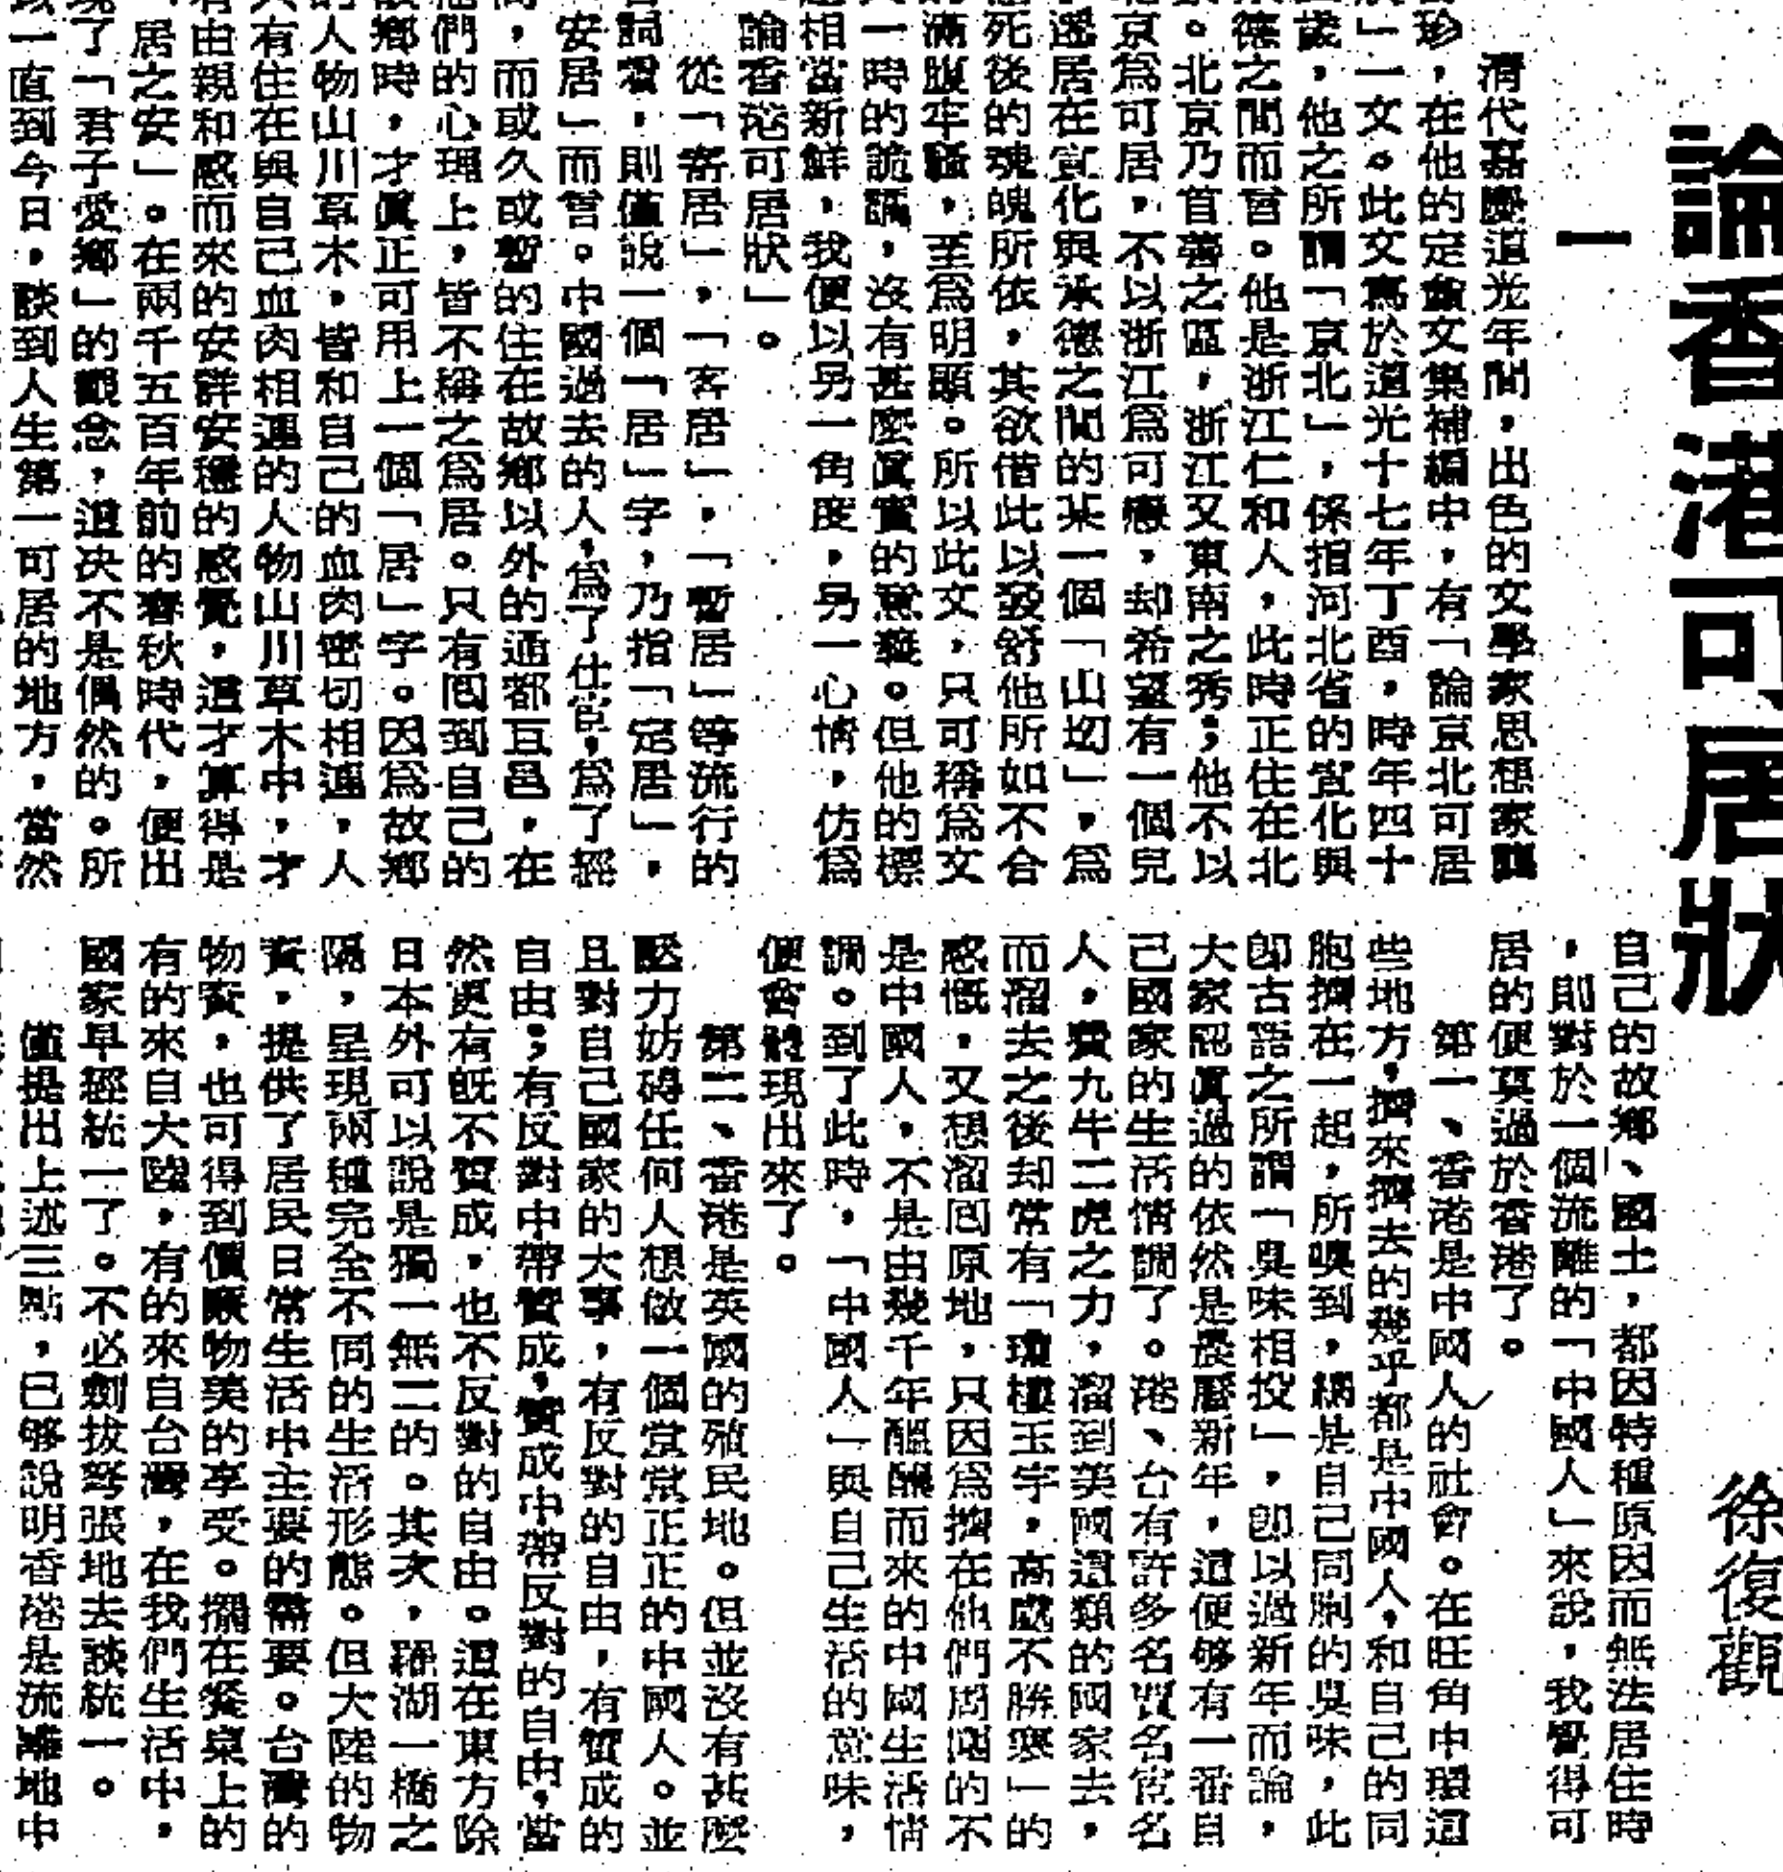 論香港可居狀
徐復觀
一
清代嘉慶道光年間,出色的文學家思想家龔
珍,在他的定盦文集補編中,有「論京北可居
」一文。此文寫於道光十七年丁酉,時年四十
歲,他之所謂「京北」,係指河北省的宣化與
承德之間而言。他是浙江仁和人,此時正住在北
。北京乃首善之區,浙江又東南之秀;他不以
北京為可居,不以浙江為可戀,却希望有一個兒
遯居在宣化與承德之間的某一個「山坳」,為
死後的魂魄所依,其欲借此以發舒他所如不合
的滿腹牢騷,至為明顯。所以此文,只可稱為文
一時的詭譎,沒有甚麼眞實的意義。但他的標
相當新鮮,我便以另一角度,另一心情,仿為
論香港可居狀」。
從「寄居」,「客居」,「暫居」等流行的
詞看,則僅說一個「居」字,乃指「定居」,
安居」而言。中國過去的人,為了仕宦,為了經
商,而或久或暫的住在故鄉以外的通都巨邑,在
他們的心理上,皆不稱之為居。只有囘到自己的
鄉時,才眞正可用上一個「居」字。因為故鄉
的人物山川草木,皆和自己的血肉密切相連,人
只有住在與自己血肉相連的人物山川草木中,才
有由親和感而來的安詳安穩的感覺,這才算得是
居之安」。在兩千五百年前的春秋時代,便出
現了「君子愛鄉」的觀念,這决不是偶然的。所
以一直到今日,談到人生第一可居的地方,當然
自己的故鄉、國土,都因特種原因而無法居住時
,則對於一個流離的「中國人」來說,我覺得可
居的便莫過於香港了。
第一、香港是中國人的社會。在旺角中環這
些地方,擠來擠去的幾乎都是中國人,和自己的同
胞擠在一起,所嗅到,總是自己同胞的臭味,此
卽古語之所謂「臭味相投」,卽以過新年而論,
大家認眞過的依然是農曆新年,這便够有一番自
己國家的生活情調了。港、台有許多名賈名宦名
人,費九牛二虎之力,溜到美國這類的國家去,
而溜去之後却常有「瓊樓玉宇,高處不勝寒」的
感慨,又想溜囘原地,只因為擠在他們周圍的不
是中國人,不是由幾千年醞釀而來的中國生活情
調。到了此時,「中國人」與自己生活的意味,
便會體現出來了。
第二、香港是英國的殖民地。但並沒有甚麼
壓力妨碍任何人想做一個堂堂正正的中國人。並
且對自己國家的大事,有反對的自由,有贊成的
自由;有反對中帶贊成,贊成中帶反對的自由,當
然更有旣不贊成,也不反對的自由。這在東方除
日本外可以說是獨一無二的。其次,羅湖一橋之
隔,呈現兩種完全不同的生活形態。但大陸的物
資,提供了居民日常生活中主要的需要。台灣的
物資,也可得到價廉物美的享受。擺在餐桌上的
有的來自大陸,有的來自台灣,在我們生活中,
國家早經統一了。不必劍拔弩張地去談統一。
僅提出上述三點,已够說明香港是流離地中